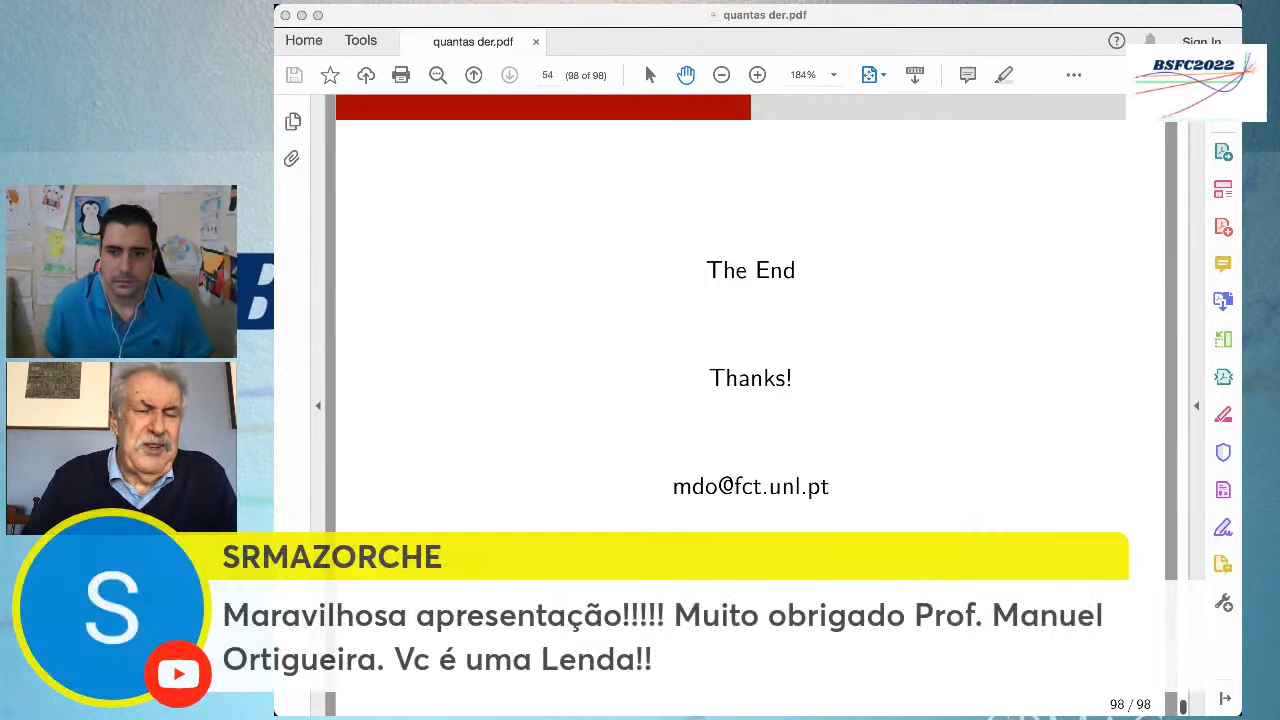 quantas der.pdf
Home
Tools
quantas der.pdf
Sign In
BSFC2022
(98 of 98)
184%
The End
Thanks!
mdo@fct.unl.pt
SRMAZORCHE
S
Maravilhosa apresentação!!!!! Muito obrigado Prof. Manuel
Ortigueira. Vc é uma Lenda!!
98 / 98